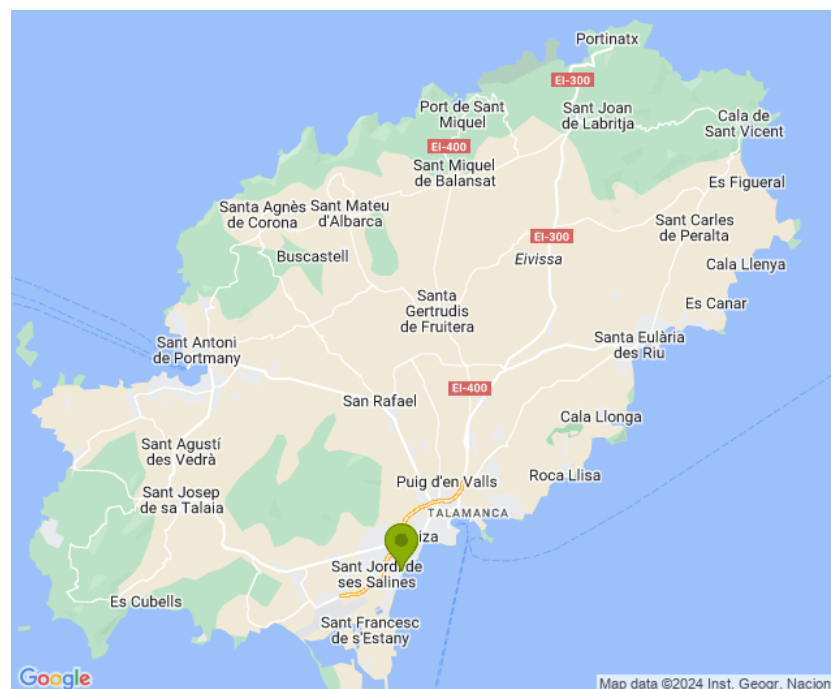 Portinatx
EI-300
Port de Sant
Miquel
Sant Joan
de Labritja
Cala de
Sant Vicent
EI-400
Sant Miquel
de Balansat
Es Figueral
Santa Agnès
de Corona
Sant Mateu
d'Albarca
Sant Carles
de Peralta
EI-300
Buscastell
Eivissa
Cala Llenya
Santa
Gertrudis
de Fruitera
Es Canar
Sant Antoni
de Portmany
Santa Eulària
des Riu
EI-400
San Rafael
Cala Llonga
Sant Agustí
des Vedrà
Roca Llisa
Puig d'en Valls
Sant Josep
de sa Talaia
TALAMANCA
iza
Sant Jordi de
ses Salines
Es Cubells
Sant Francesc
de s'Estany
Google
Map data ©2024 Inst. Geogr. Nacion